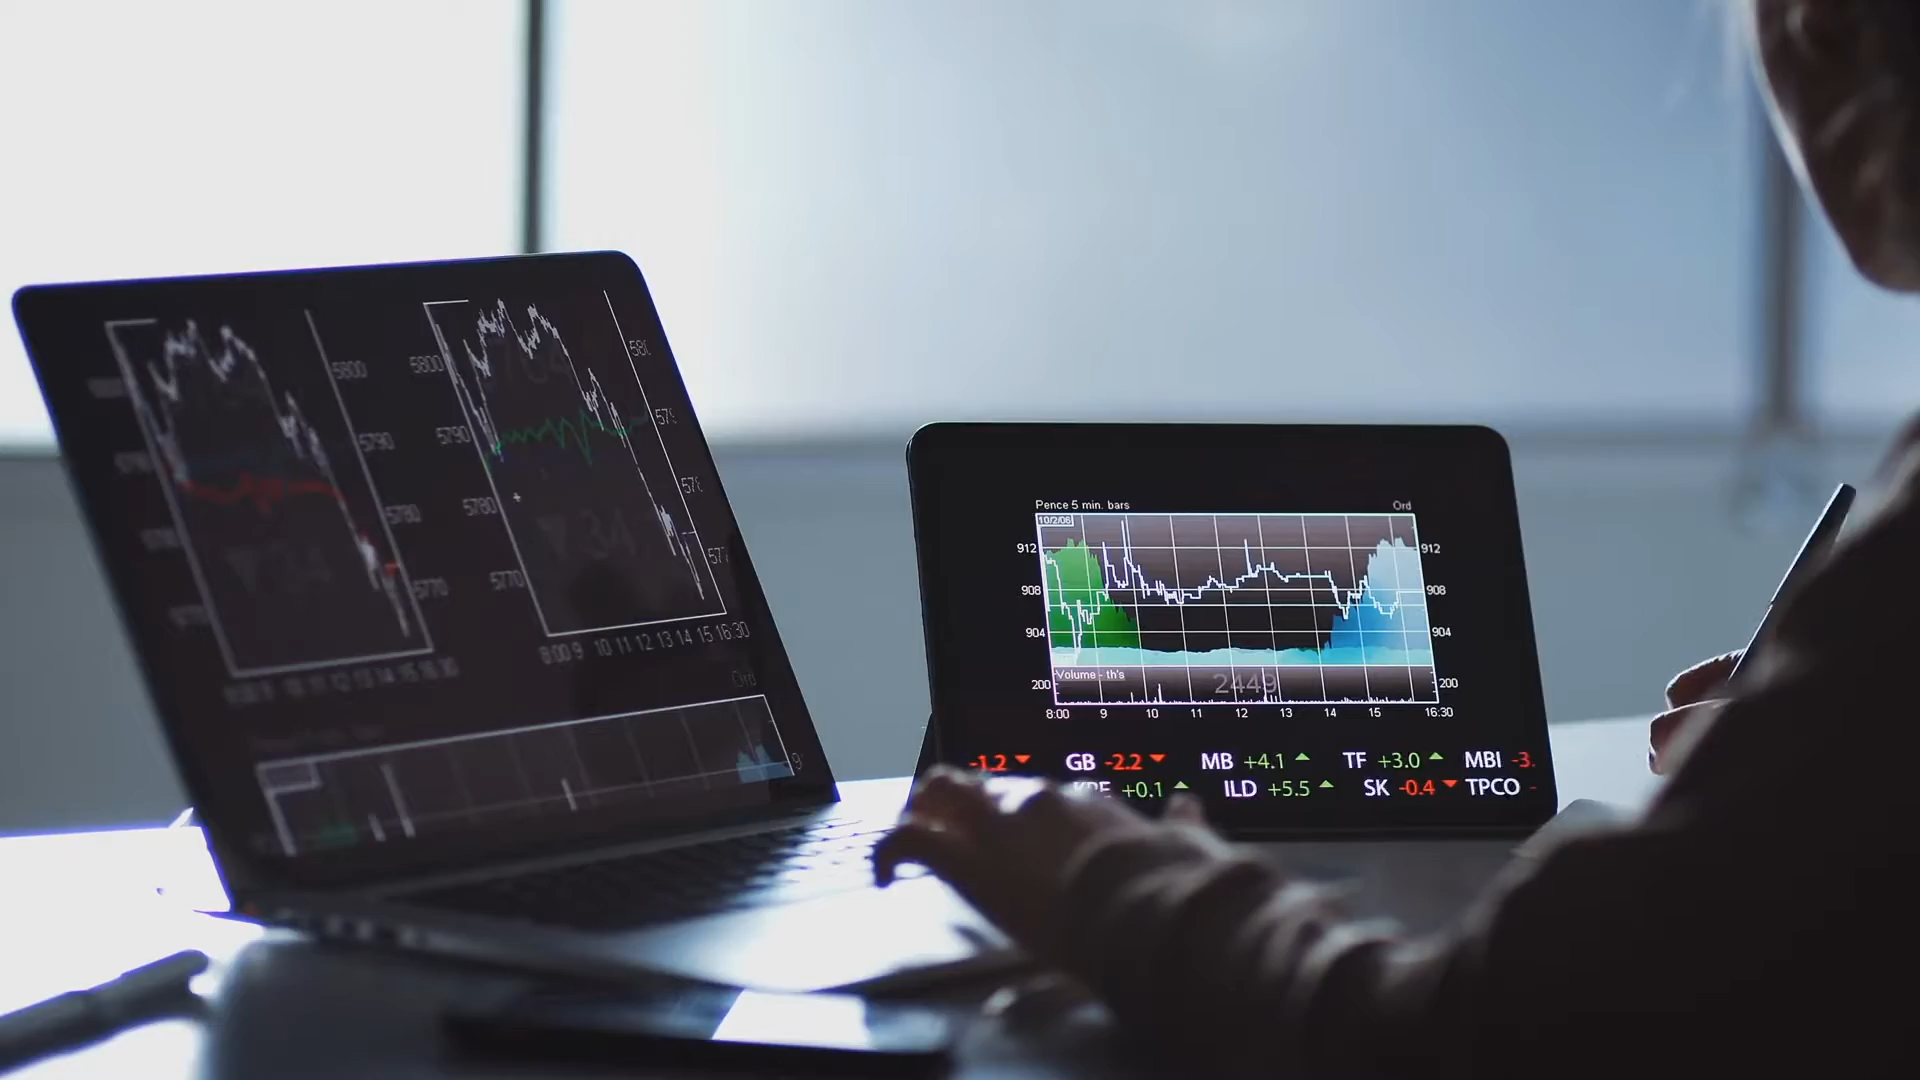 5800
5790
5780
5770
5800
5790
5780
5770
8:00 9 10 11 12 13 14 15 16:30
Ord
Pence 5 min. bars
Ord
10/2/06
912
912
908
908
904
904
Volume - th's
2449
200
200
8:00 9 10 11 12 13 14 15 16:30
-1.2 ▼ GB -2.2 ▼ MB +4.1 ▲ TF +3.0 ▲ MBI -3.
+0.1 ▲ ILD +5.5 ▲ SK -0.4 ▼ TPCO -